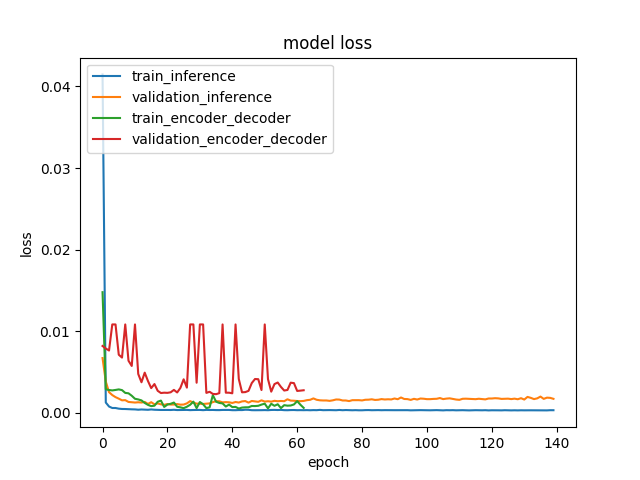 model loss
train_inference
validation_inference
train_encoder_decoder
validation_encoder_decoder
0.04
0.03
0.02
0.01
0.00
loss
0 20 40 60 80 100 120 140
epoch